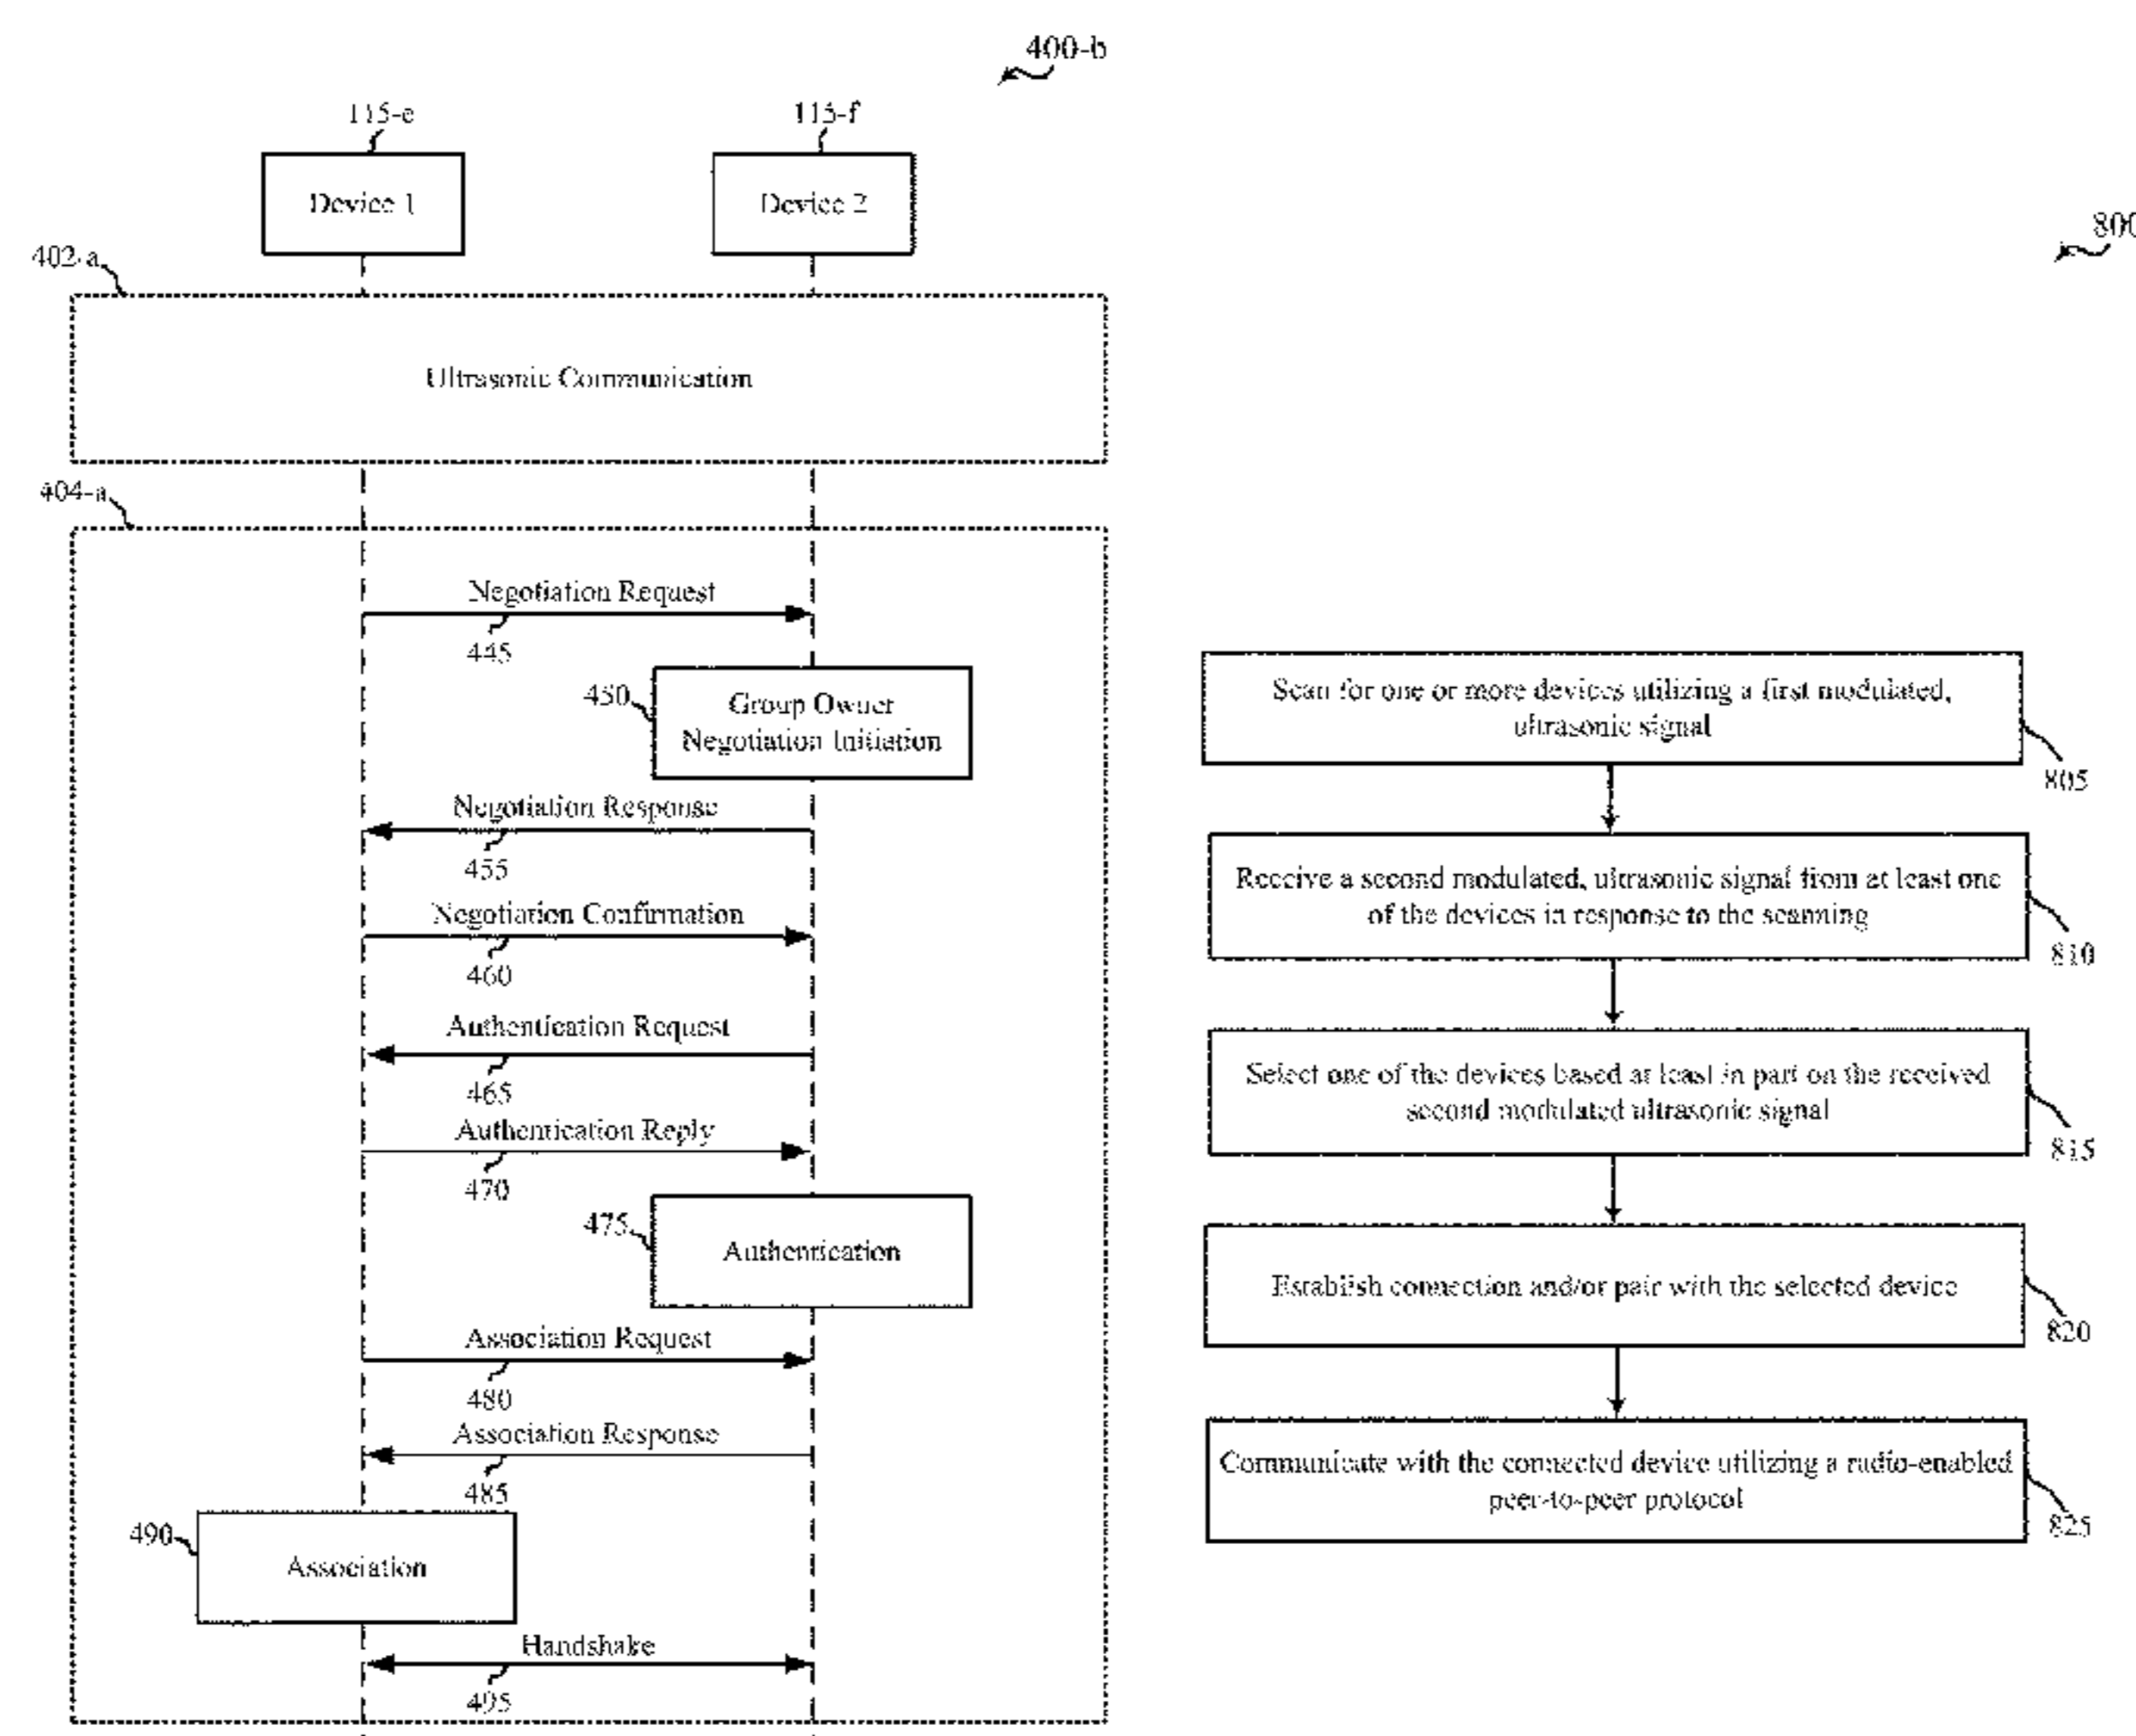 400-b
115-e
115-f
Device 1
Device 2
402-a
Ultrasonic Communication
404-a
Negotiation Request
445
450
Group Owner
Negotiation Initiation
Negotiation Response
455
Negotiation Confirmation
460
Authentication Request
465
Authentication Reply
470
475
Authentication
Association Request
480
Association Response
485
490
Association
Handshake
495
800
Scan for one or more devices utilizing a first modulated,
ultrasonic signal
805
Receive a second modulated, ultrasonic signal from at least one
of the devices in response to the scanning
810
Select one of the devices based at least in part on the received
second modulated ultrasonic signal
815
Establish connection and/or pair with the selected device
820
Communicate with the connected device utilizing a radio-enabled
peer-to-peer protocol
825